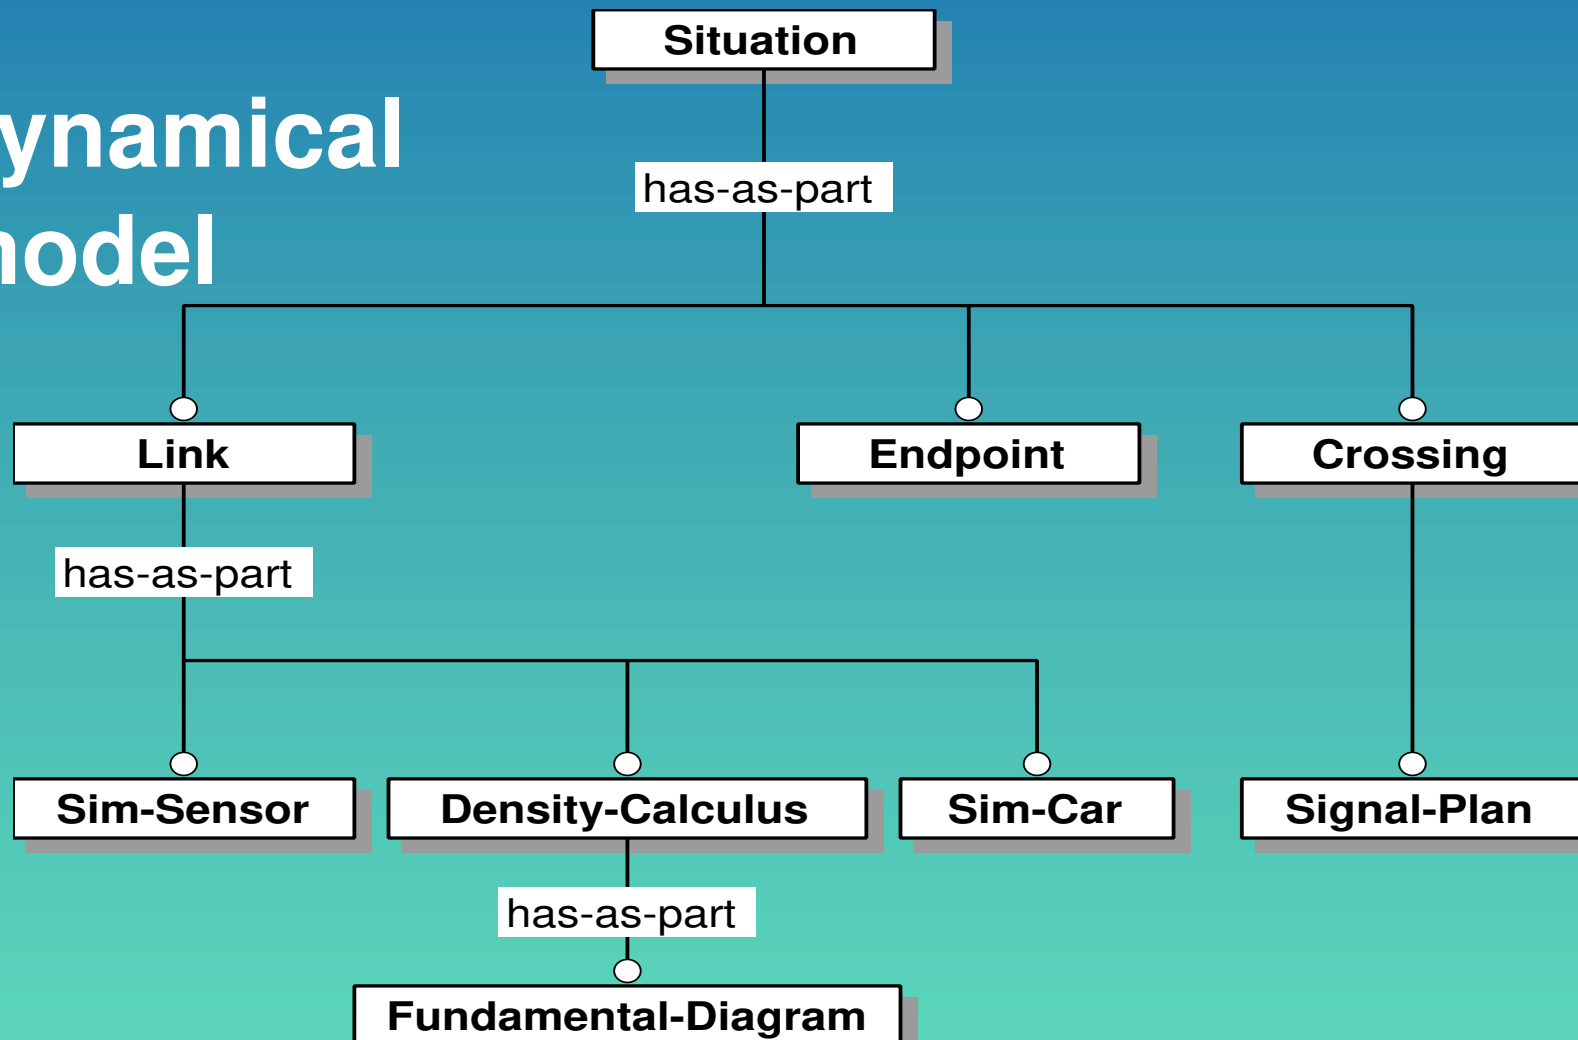 Situation
ynamical
has-as-part
odel
Link
Endpoint
Crossing
has-as-part
Sim-Sensor
Density-Calculus
Sim-Car
Signal-Plan
has-as-part
Fundamental-Diagram